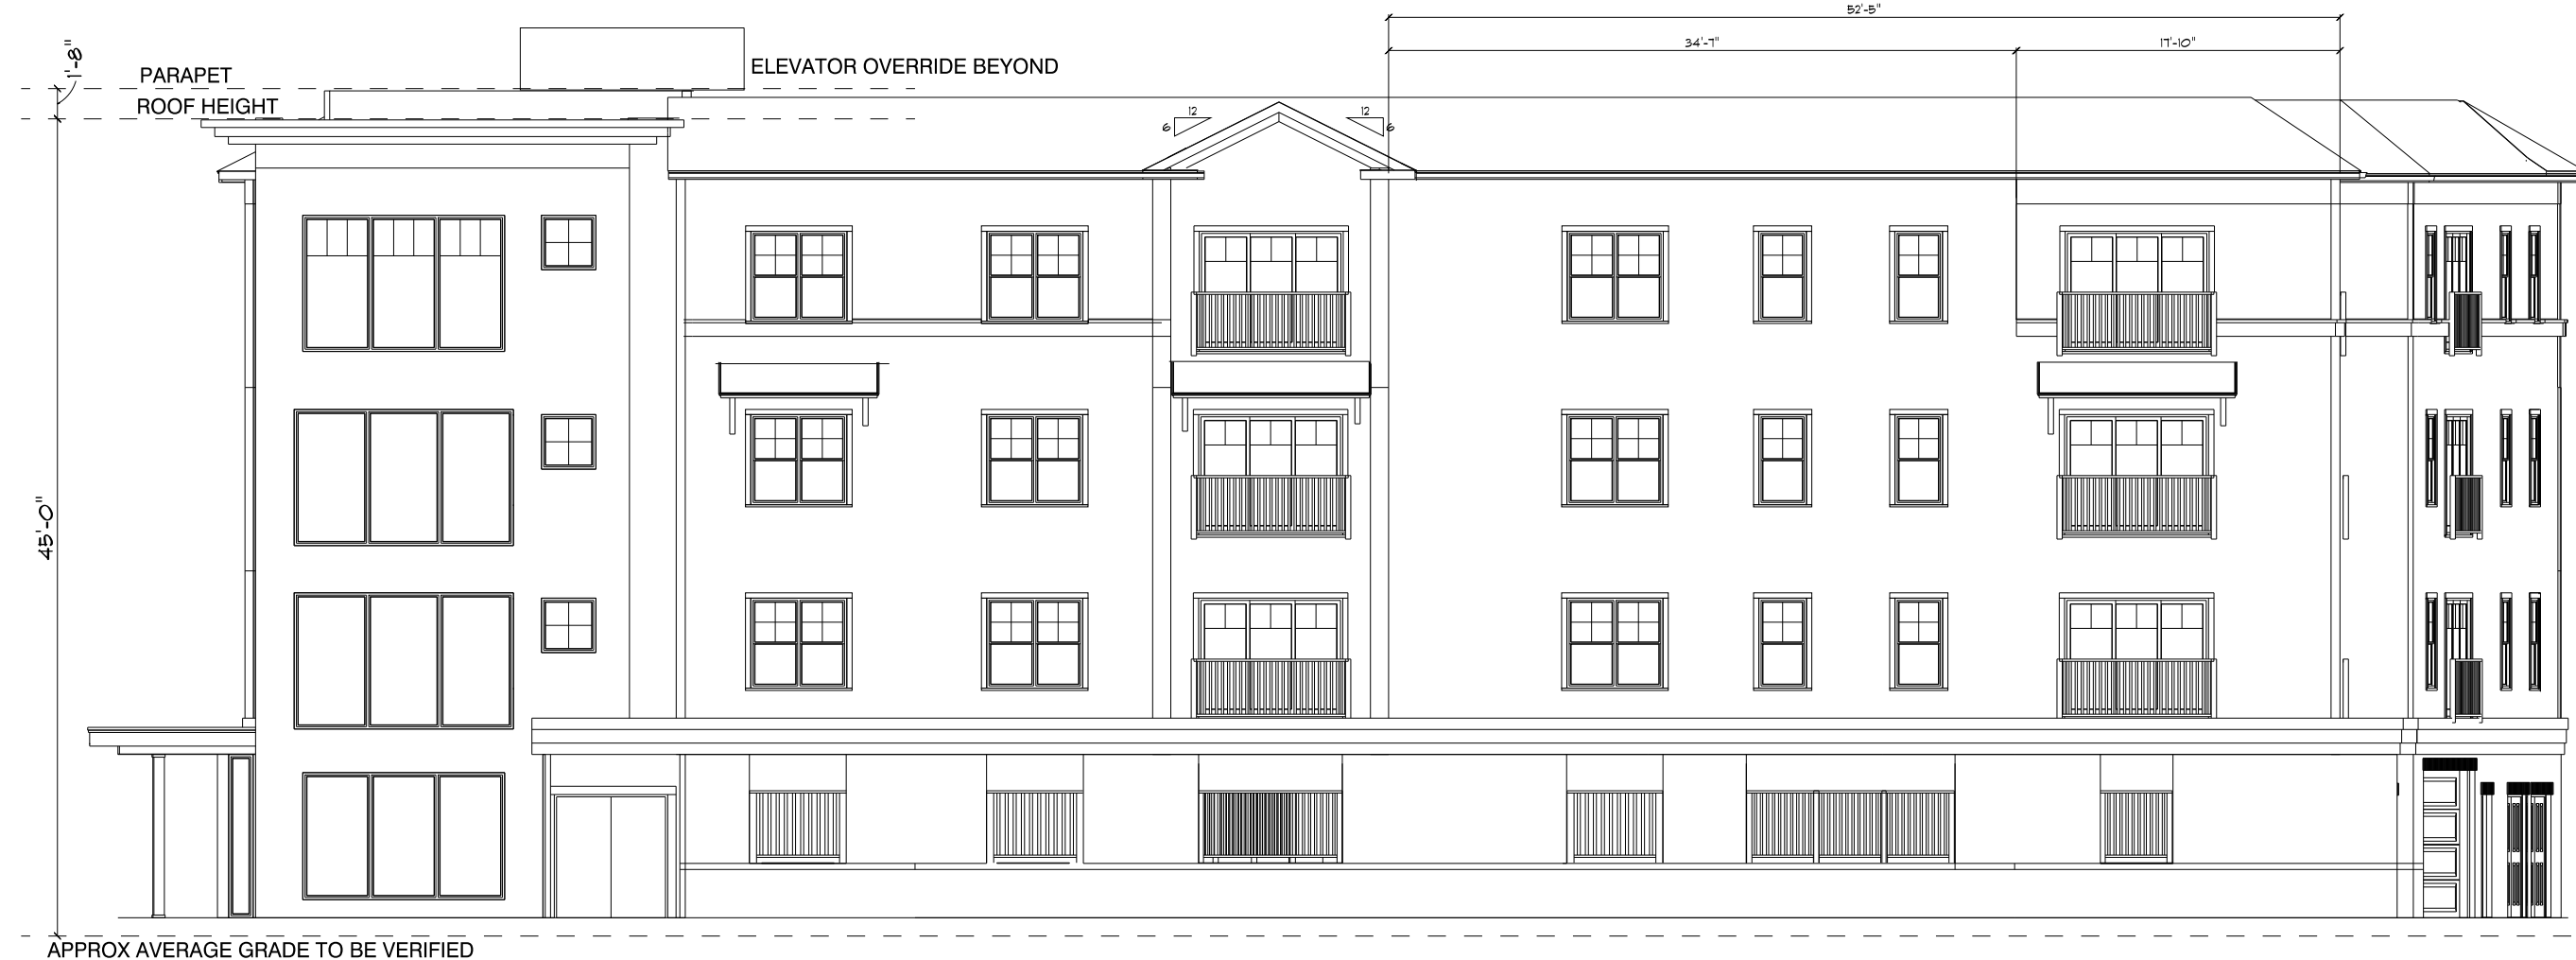 52'-5"
34'-7"
17'-10"
1'-8"
PARAPET
ELEVATOR OVERRIDE BEYOND
ROOF HEIGHT
12
6
12
6
45'-0"
APPROX AVERAGE GRADE TO BE VERIFIED